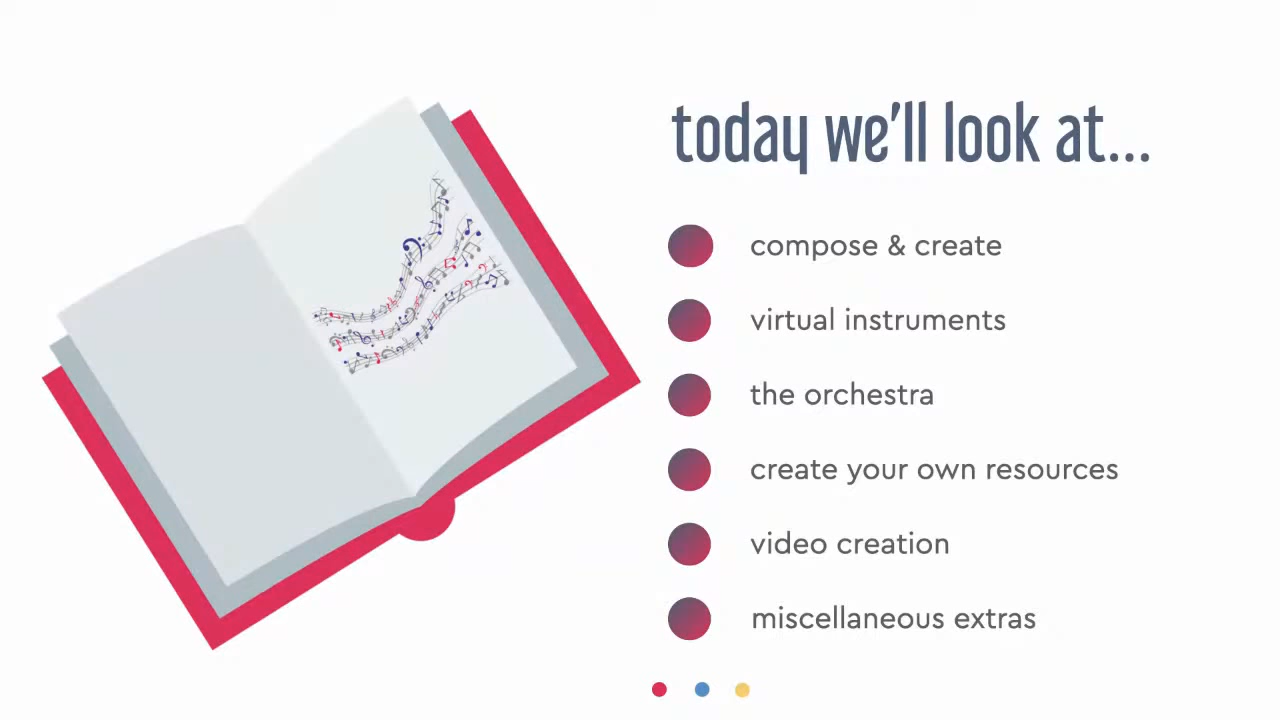 today we'll look at...
compose & create
virtual instruments
the orchestra
create your own resources
video creation
miscellaneous extras